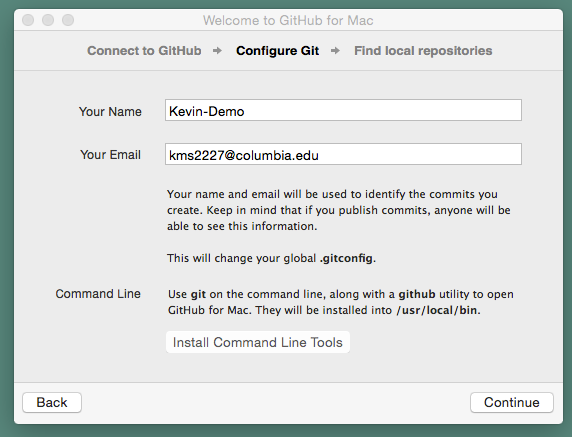 Welcome to GitHub for Mac
Connect to GitHub → Configure Git → Find local repositories
Your Name Kevin-Demo
Your Email kms2227@columbia.edu
Your name and email will be used to identify the commits you
create. Keep in mind that if you publish commits, anyone will be
able to see this information.
This will change your global .gitconfig.
Command Line Use git on the command line, along with a github utility to open
GitHub for Mac. They will be installed into /usr/local/bin.
Install Command Line Tools
Back Continue